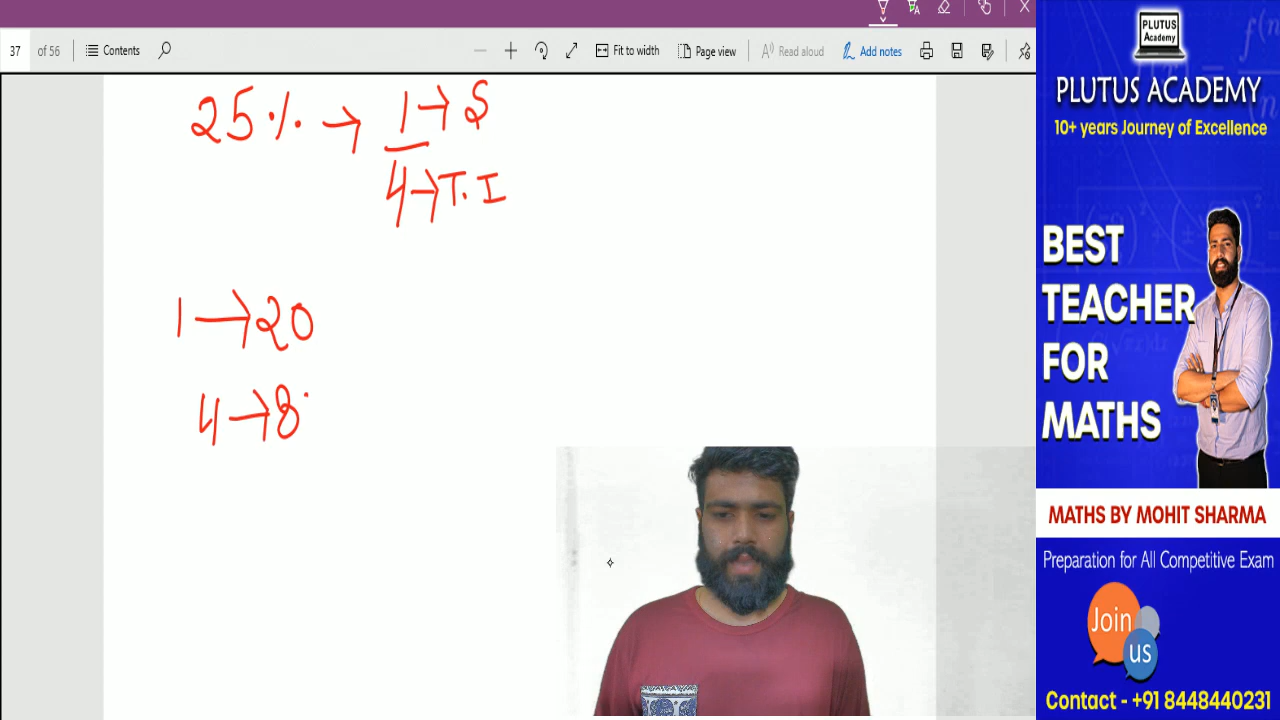 37 of 56 Contents Fit to width Page view Read aloud Add notes
25% → 1 → S
4 → T.I
1 → 20
4 → 8
PLUTUS
Academy
PLUTUS ACADEMY
10+ years Journey of Excellence
BEST
TEACHER
FOR
MATHS
MATHS BY MOHIT SHARMA
Preparation for All Competitive Exam
Join
us
Contact - +91 8448440231